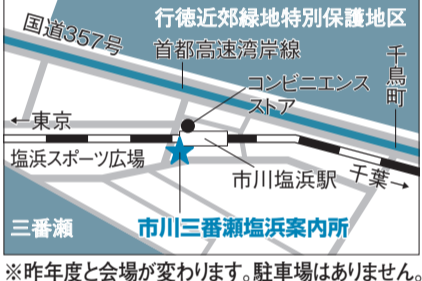 行徳近郊緑地特別保護地区
国道357号
首都高速湾岸線
千鳥町
コンビニエンス
ストア
←東京
塩浜スポーツ広場
市川塩浜駅
千葉→
三番瀬
市川三番瀬塩浜案内所
※昨年度と会場が変わります。駐車場はありません。